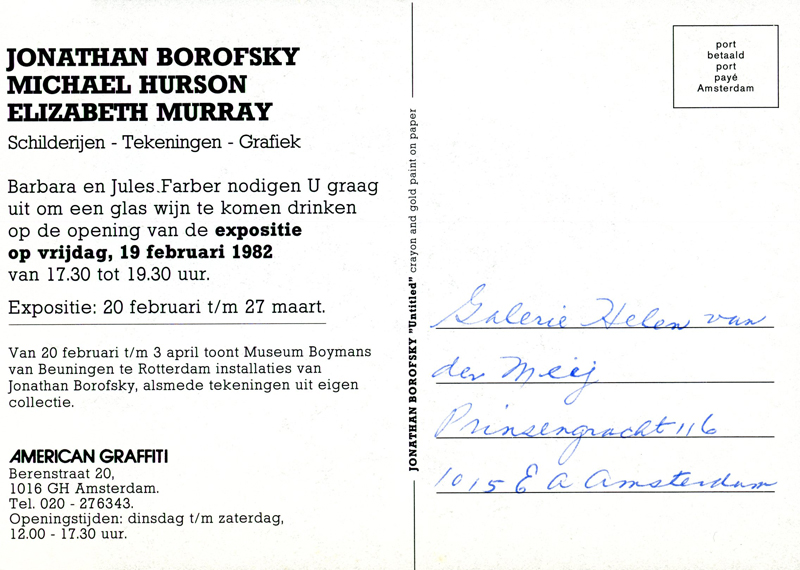 JONATHAN BOROFSKY
MICHAEL HURSON
ELIZABETH MURRAY
Schilderijen - Tekeningen - Grafiek
Barbara en Jules.Farber nodigen U graag
uit om een glas wijn te komen drinken
op de opening van de expositie
op vrijdag, 19 februari 1982
van 17.30 tot 19.30 uur.
Expositie: 20 februari t/m 27 maart.
Van 20 februari t/m 3 april toont Museum Boymans
van Beuningen te Rotterdam installaties van
Jonathan Borofsky, alsmede tekeningen uit eigen
collectie.
AMERICAN GRAFFITI
Berenstraat 20,
1016 GH Amsterdam.
Tel. 020 - 276343.
Openingstijden: dinsdag t/m zaterdag,
12.00 - 17.30 uur.
JONATHAN BOROFSKY "Untitled" crayon and gold paint on paper
port
betaald
port
payé
Amsterdam
Galerie Helen van
der Meij
Prinsengracht 116
1015 E A Amsterdam